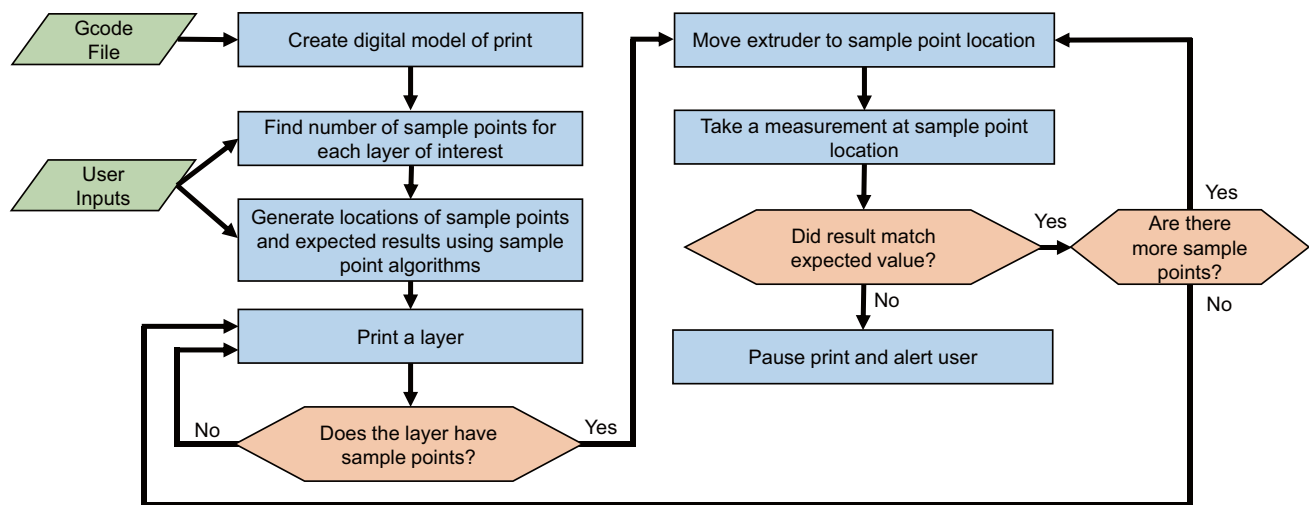 Gcode
File
Create digital model of print
User
Inputs
Find number of sample points for
each layer of interest
Generate locations of sample points
and expected results using sample
point algorithms
Print a layer
Does the layer have
sample points?
No
Yes
Move extruder to sample point location
Take a measurement at sample point
location
Did result match
expected value?
Yes
No
Pause print and alert user
Are there
more sample
points?
Yes
No